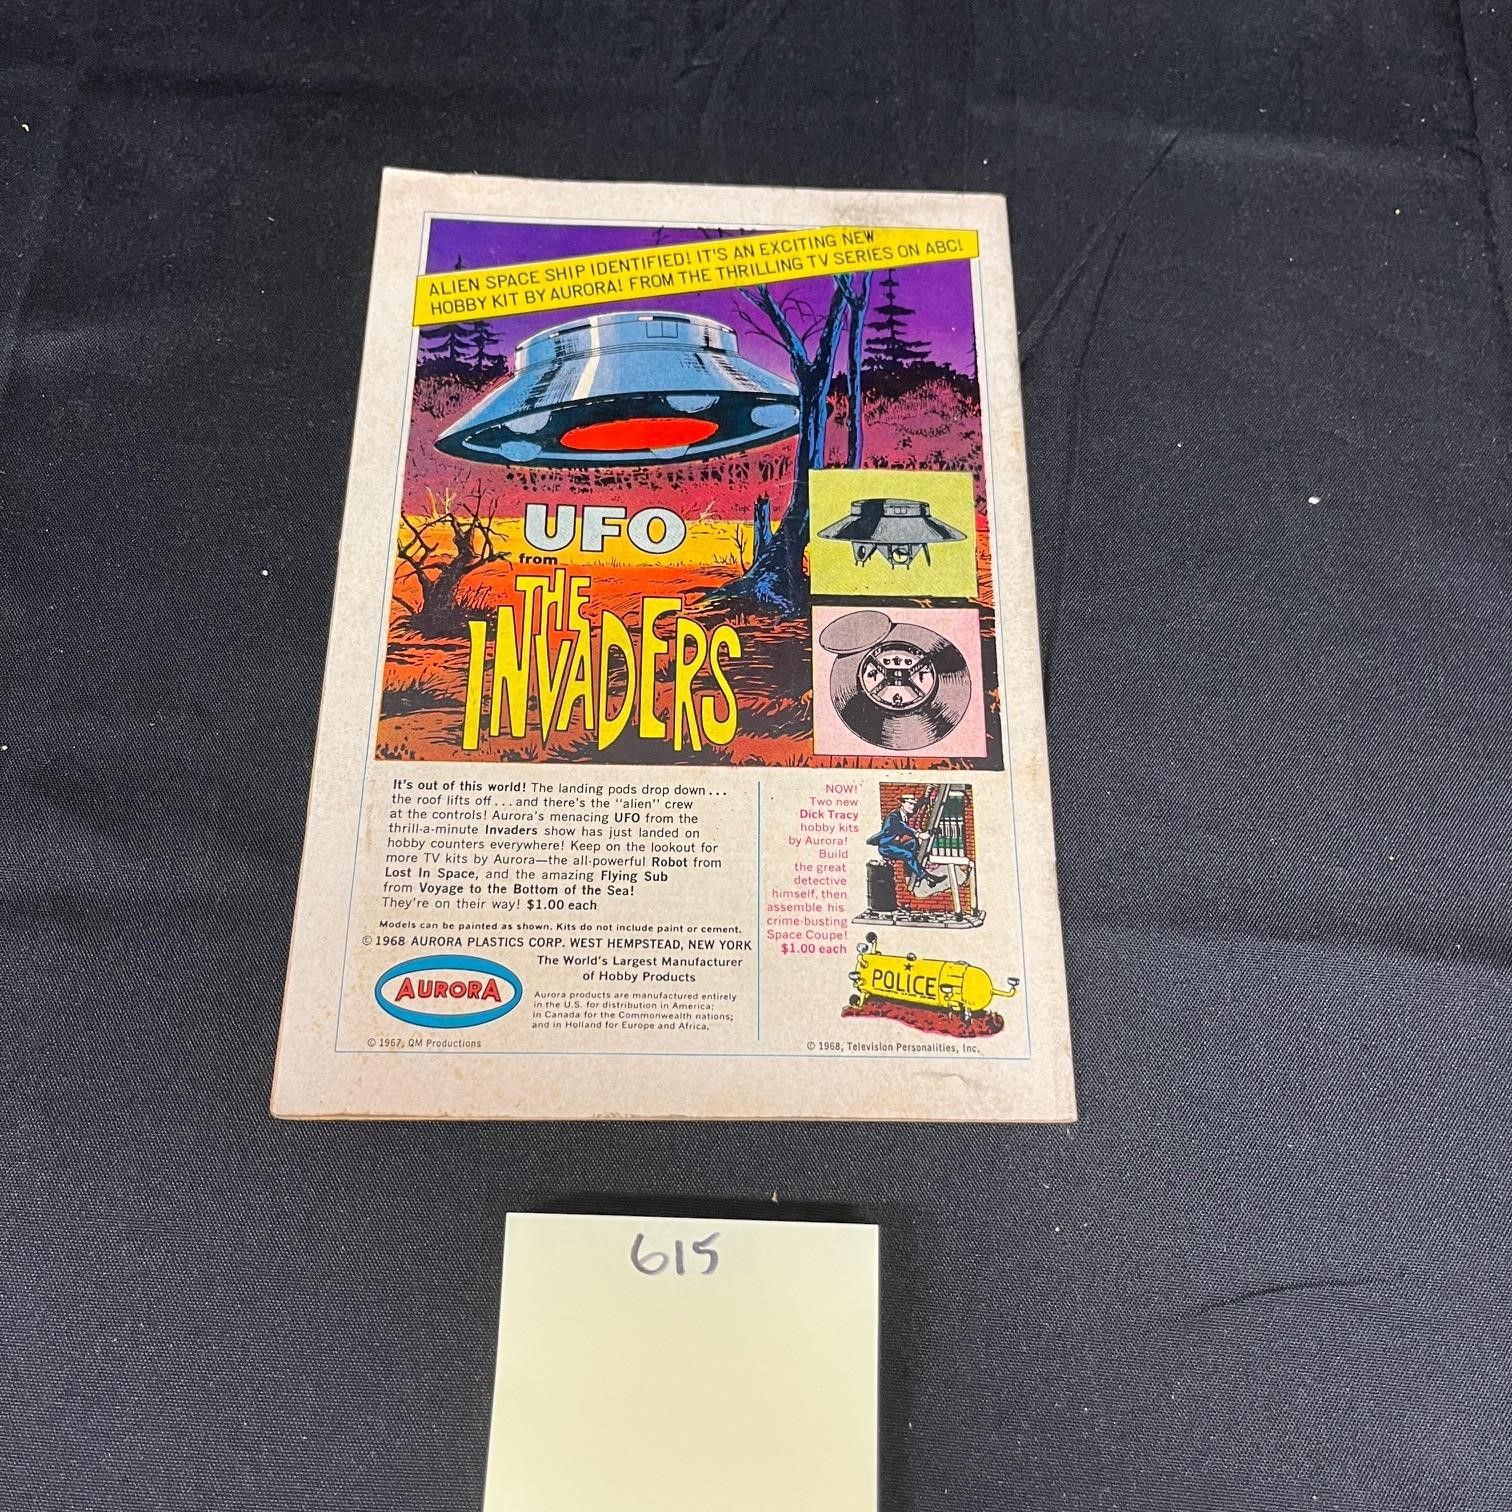 ALIEN SPACE SHIP IDENTIFIED! IT'S AN EXCITING NEW
HOBBY KIT BY AURORA! FROM THE THRILLING TV SERIES ON ABC!
UFO
from
THE
INVADERS
It's out of this world! The landing pods drop down...
the roof lifts off...and there's the "alien" crew
at the controls! Aurora's menacing UFO from the
thrill-a-minute Invaders show has just landed on
hobby counters everywhere! Keep on the lookout for
more TV kits by Aurora—the all-powerful Robot from
Lost In Space, and the amazing Flying Sub
from Voyage to the Bottom of the Sea!
They're on their way! $1.00 each
Models can be painted as shown. Kits do not include paint or cement.
© 1968 AURORA PLASTICS CORP. WEST HEMPSTEAD, NEW YORK
AURORA
The World's Largest Manufacturer
of Hobby Products
Aurora products are manufactured entirely
in the U.S. for distribution in America;
in Canada for the Commonwealth nations;
and in Holland for Europe and Africa.
© 1967, QM Productions
NOW!
Two new
Dick Tracy
hobby kits
by Aurora!
Build
the great
detective
himself, then
assemble his
crime-busting
Space Coupe!
$1.00 each
POLICE
© 1968, Television Personalities, Inc.
615